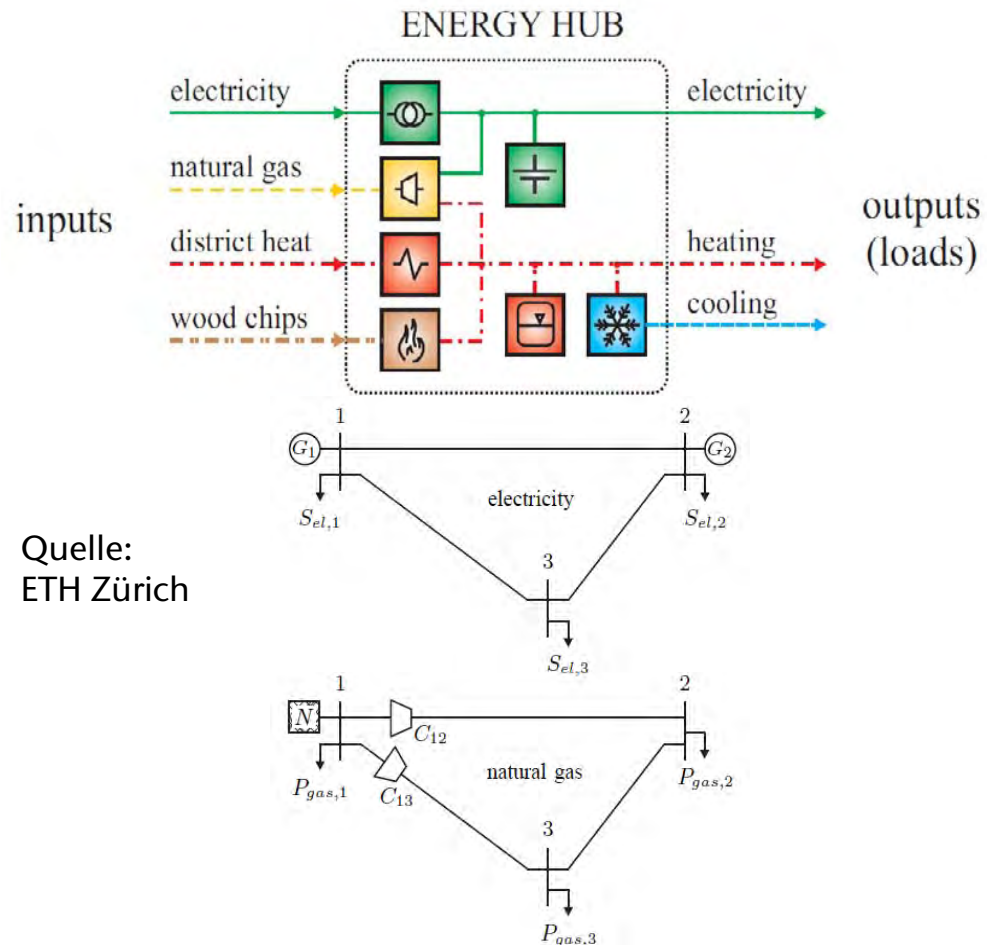 ENERGY HUB
electricity
electricity
natural gas
inputs
outputs
(loads)
district heat
heating
cooling
wood chips
1
2
G1
G2
Sel,1
electricity
Sel,2
Quelle:
ETH Zürich
3
Sel,3
1
2
N
C12
Pgas,1
C13
natural gas
Pgas,2
3
Pgas,3